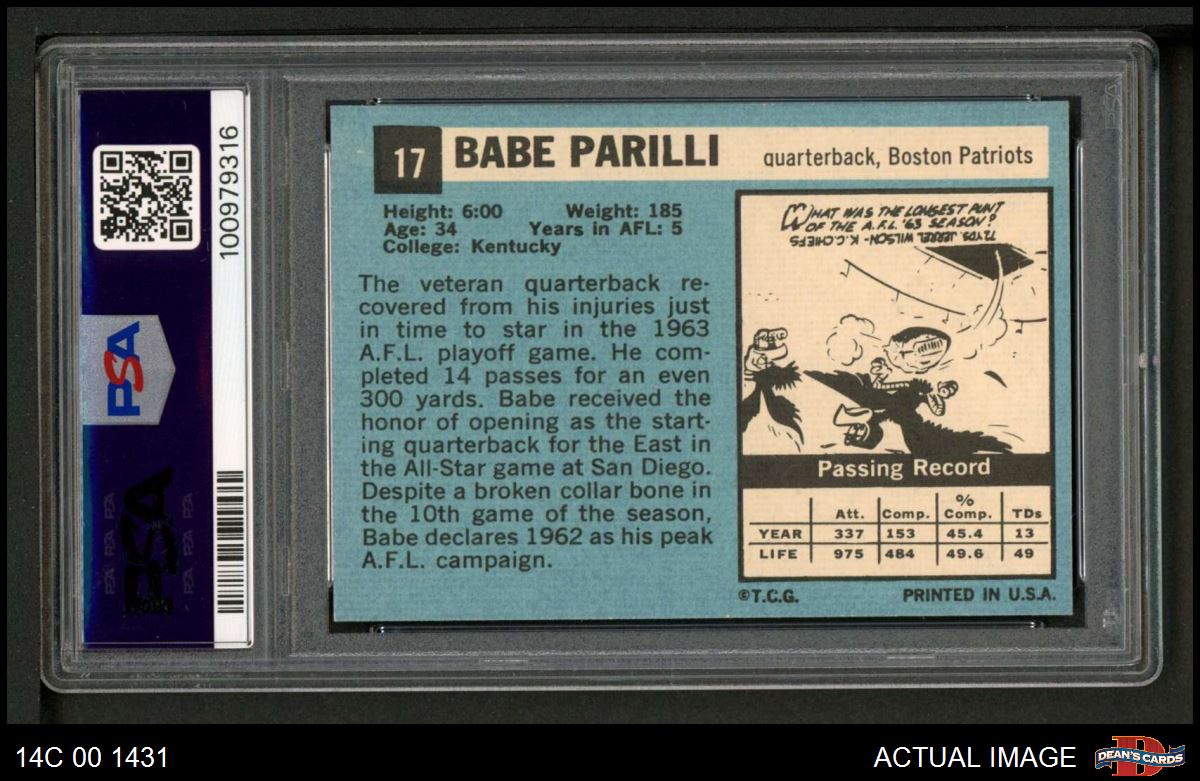 100979316
PSA
PSA
17
BABE PARILLI
quarterback, Boston Patriots
Height: 6:00 Weight: 185
Age: 34 Years in AFL: 5
College: Kentucky
The veteran quarterback re-
covered from his injuries just
in time to star in the 1963
A.F.L. playoff game. He com-
pleted 14 passes for an even
300 yards. Babe received the
honor of opening as the start-
ing quarterback for the East in
the All-Star game at San Diego.
Despite a broken collar bone in
the 10th game of the season,
Babe declares 1962 as his peak
A.F.L. campaign.
WHAT WAS THE LONGEST PUNT
OF THE A.F.L. '63 SEASON?
72 YDS. JERREL WILSON - K.C. CHIEFS
Passing Record
Att. Comp. % Comp. TDs
YEAR 337 153 45.4 13
LIFE 975 484 49.6 49
©T.C.G. PRINTED IN U.S.A.
14C 00 1431
ACTUAL IMAGE
D
DEAN'S CARDS